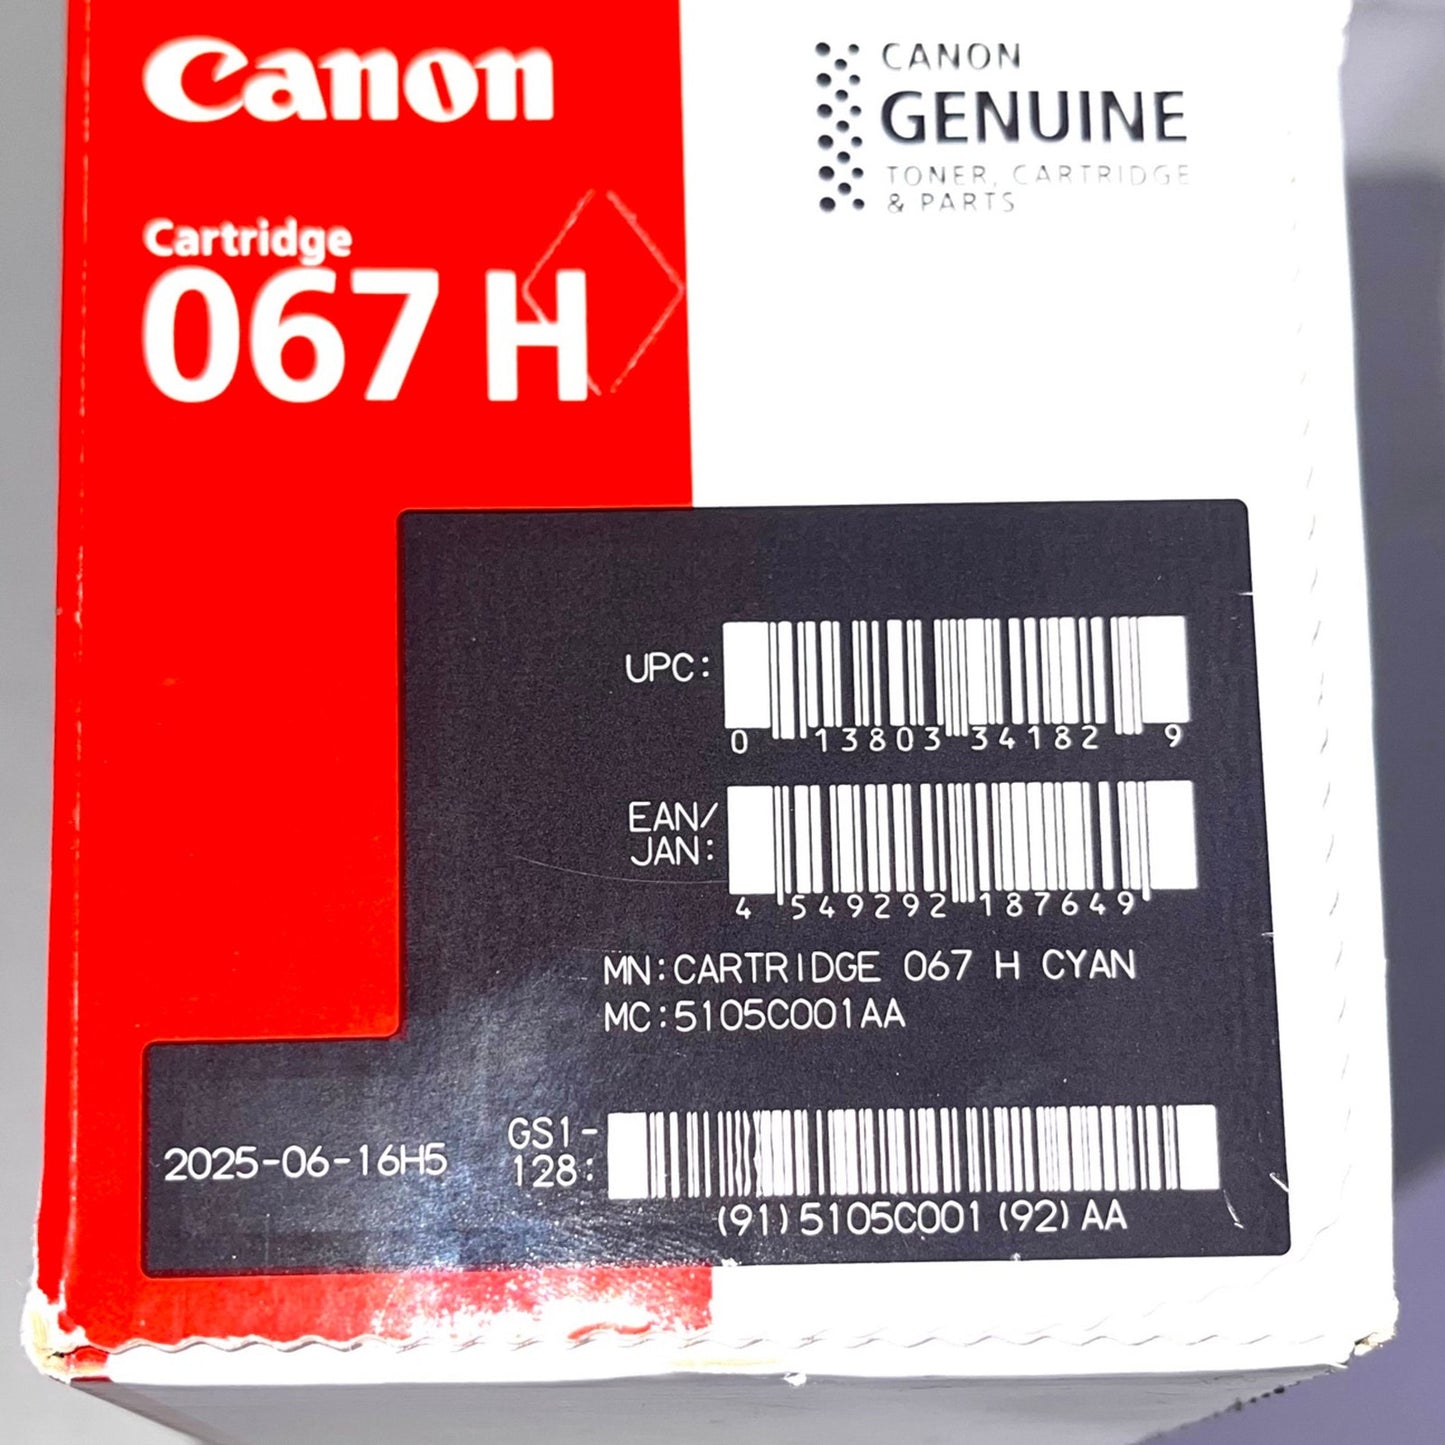 Canon
CANON
GENUINE
TONER, CARTRIDGE
& PARTS
Cartridge
067 H
UPC:
0 13803 34182 9
EAN/
JAN:
4 549292 187649
MN:CARTRIDGE 067 H CYAN
MC:5105C001AA
2025-06-16H5
GS1-
128:
(91)5105C001(92)AA